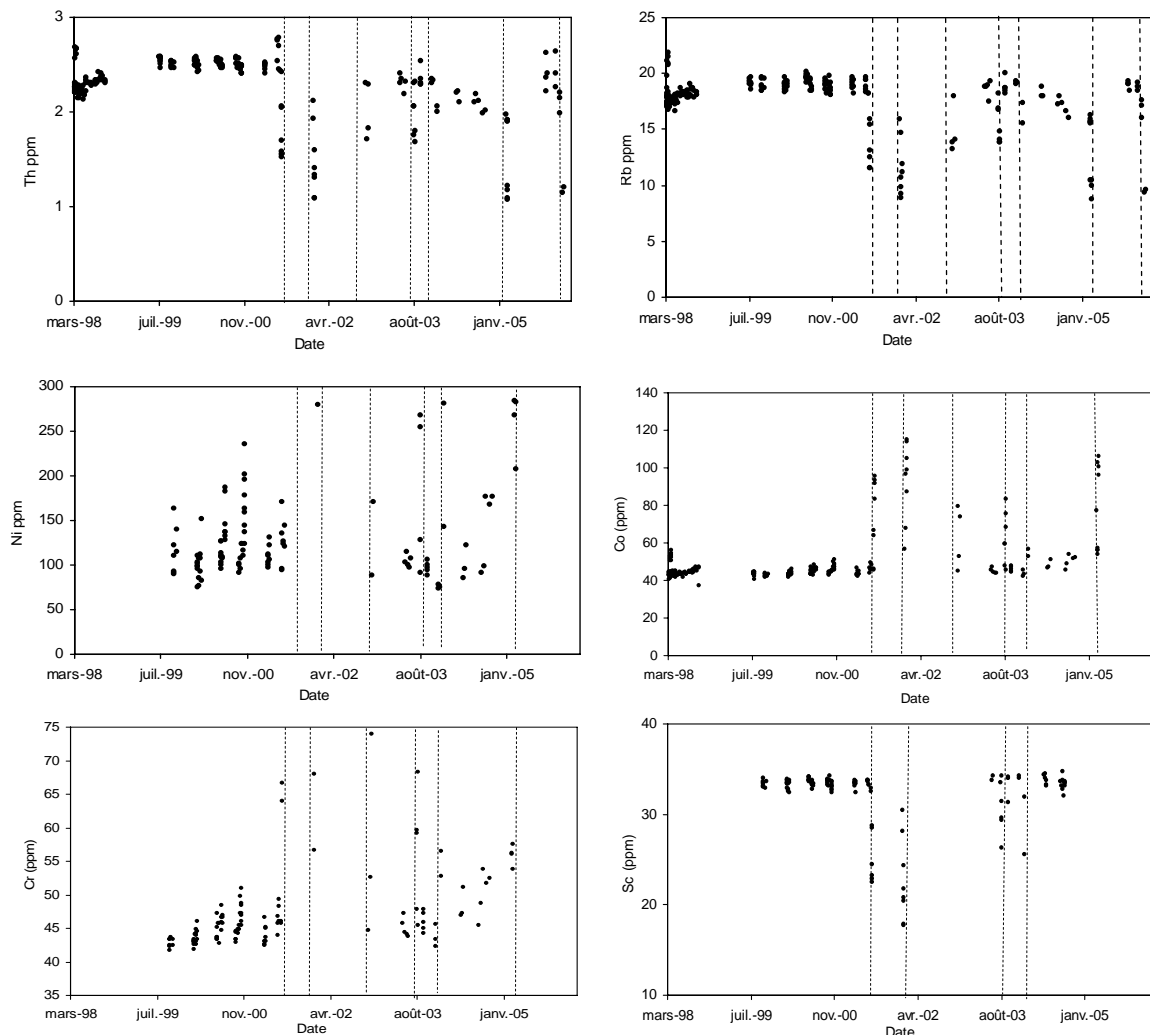 3
2
1
0
Th ppm
mars-98 juil.-99 nov.-00 avr.-02 août-03 janv.-05
Date
25
20
15
10
5
0
Rb ppm
mars-98 juil.-99 nov.-00 avr.-02 août-03 janv.-05
Date
300
250
200
150
100
50
0
Ni ppm
mars-98 juil.-99 nov.-00 avr.-02 août-03 janv.-05
Date
140
120
100
80
60
40
20
0
Co (ppm)
mars-98 juil.-99 nov.-00 avr.-02 août-03 janv.-05
Date
75
70
65
60
55
50
45
40
35
Cr (ppm)
mars-98 juil.-99 nov.-00 avr.-02 août-03 janv.-05
Date
40
30
20
10
Sc (ppm)
mars-98 juil.-99 nov.-00 avr.-02 août-03 janv.-05
Date